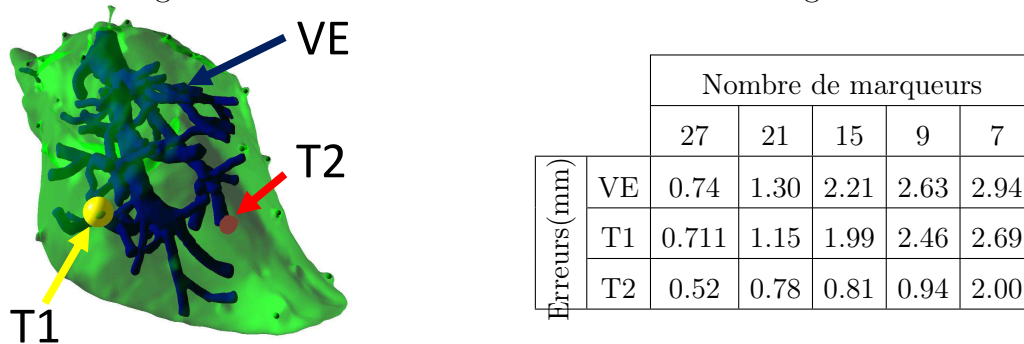 VE
T2
T1
Nombre de marqueurs
27 21 15 9 7
Erreurs(mm)
VE 0.74 1.30 2.21 2.63 2.94
T1 0.711 1.15 1.99 2.46 2.69
T2 0.52 0.78 0.81 0.94 2.00